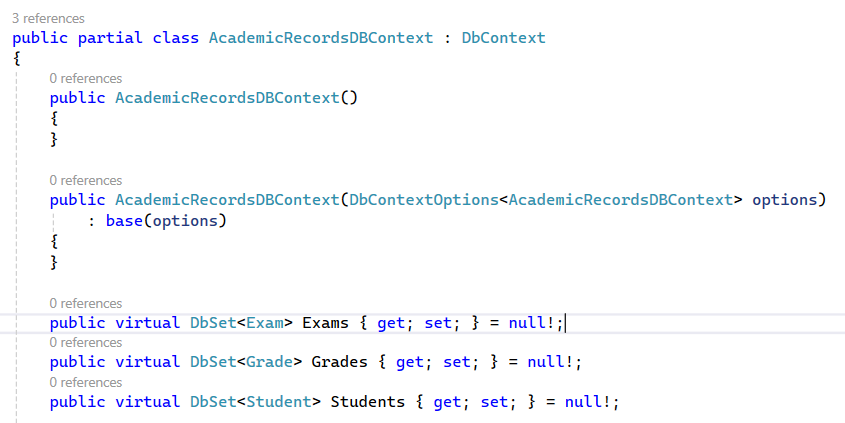 3 references
public partial class AcademicRecordsDBContext : DbContext
{
0 references
public AcademicRecordsDBContext()
{
}
0 references
public AcademicRecordsDBContext(DbContextOptions<AcademicRecordsDBContext> options)
: base(options)
{
}
0 references
public virtual DbSet<Exam> Exams { get; set; } = null!;
0 references
public virtual DbSet<Grade> Grades { get; set; } = null!;
0 references
public virtual DbSet<Student> Students { get; set; } = null!;